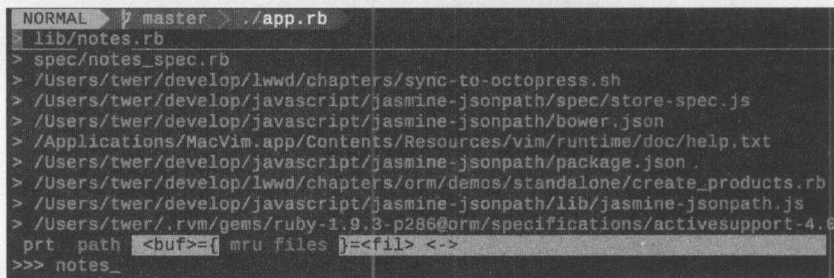 NORMAL master ./app.rb
> lib/notes.rb
> spec/notes_spec.rb
> /Users/twer/develop/lwwd/chapters/sync-to-octopress.sh
> /Users/twer/develop/javascript/jasmine-jsonpath/spec/store-spec.js
> /Users/twer/develop/javascript/jasmine-jsonpath/bower.json
> /Applications/MacVim.app/Contents/Resources/vim/runtime/doc/help.txt
> /Users/twer/develop/javascript/jasmine-jsonpath/package.json
> /Users/twer/develop/lwwd/chapters/orm/demos/standalone/create_products.rb
> /Users/twer/develop/javascript/jasmine-jsonpath/lib/jasmine-jsonpath.js
> /Users/twer/.rvm/gems/ruby-1.9.3-p286@orm/specifications/activesupport-4.0
prt path <buf>={ mru files }=<fil> <->
>>> notes_